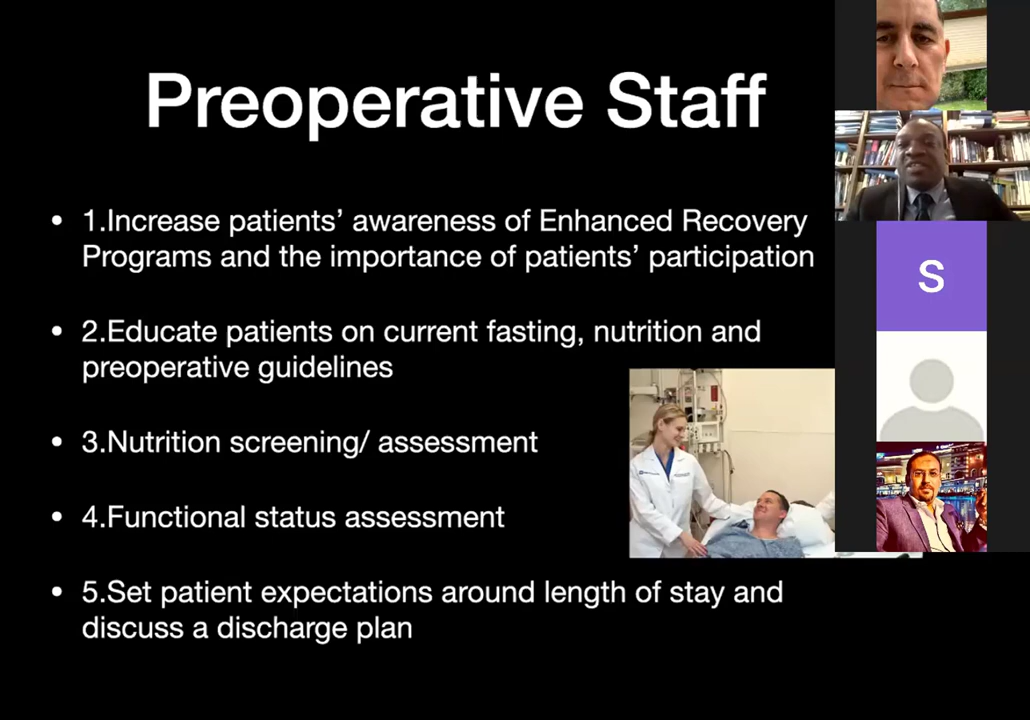 Preoperative Staff
• 1.Increase patients’ awareness of Enhanced Recovery
Programs and the importance of patients’ participation
• 2.Educate patients on current fasting, nutrition and
preoperative guidelines
• 3.Nutrition screening/ assessment
• 4.Functional status assessment
• 5.Set patient expectations around length of stay and
discuss a discharge plan
S